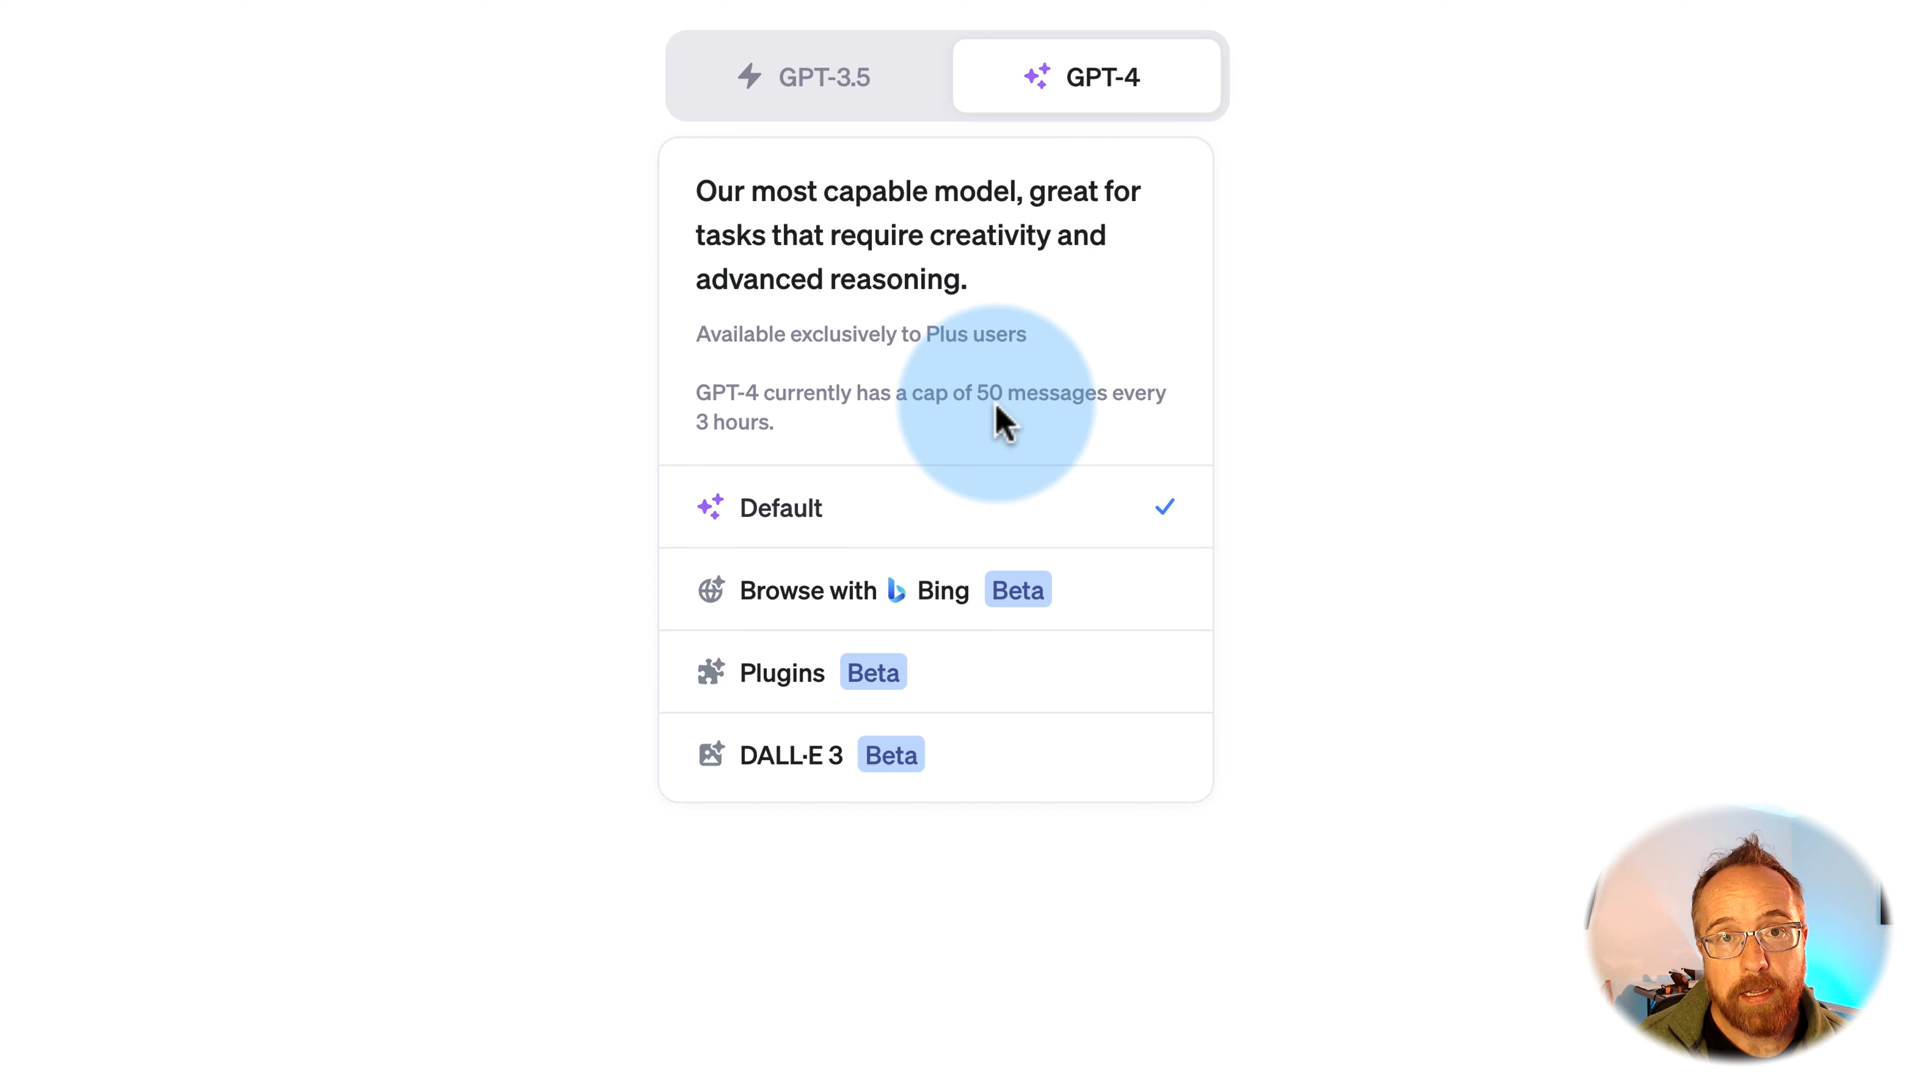 GPT-3.5
GPT-4
Our most capable model, great for
tasks that require creativity and
advanced reasoning.
Available exclusively to Plus users
GPT-4 currently has a cap of 50 messages every
3 hours.
Default
Browse with Bing Beta
Plugins Beta
DALL·E 3 Beta